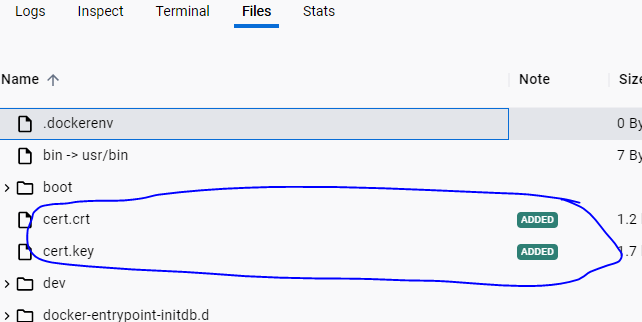 Logs Inspect Terminal Files Stats
Name Note Size
.dockerenv 0 By
bin -> usr/bin 7 By
boot
cert.crt ADDED 1.2
cert.key ADDED 1.7
dev
docker-entrypoint-initdb.d